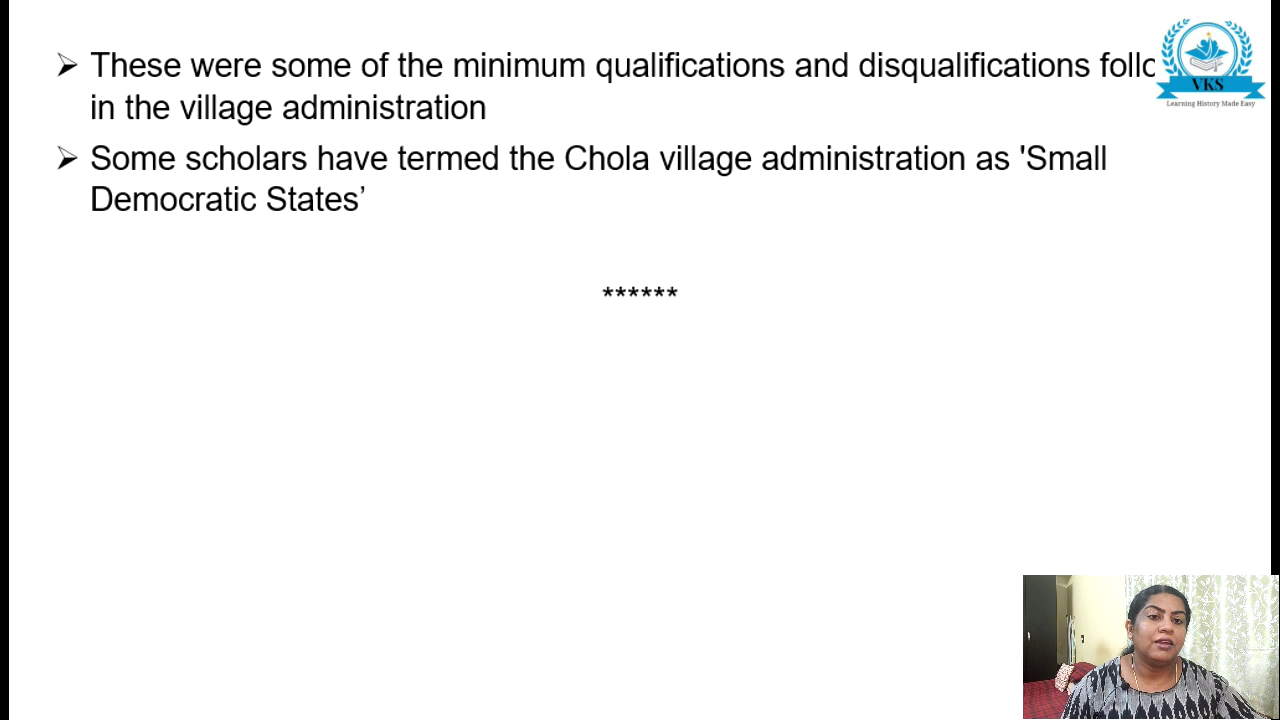 ➢ These were some of the minimum qualifications and disqualifications
in the village administration
➢ Some scholars have termed the Chola village administration as 'Small
Democratic States’
******
VKS
Learning History Made Easy